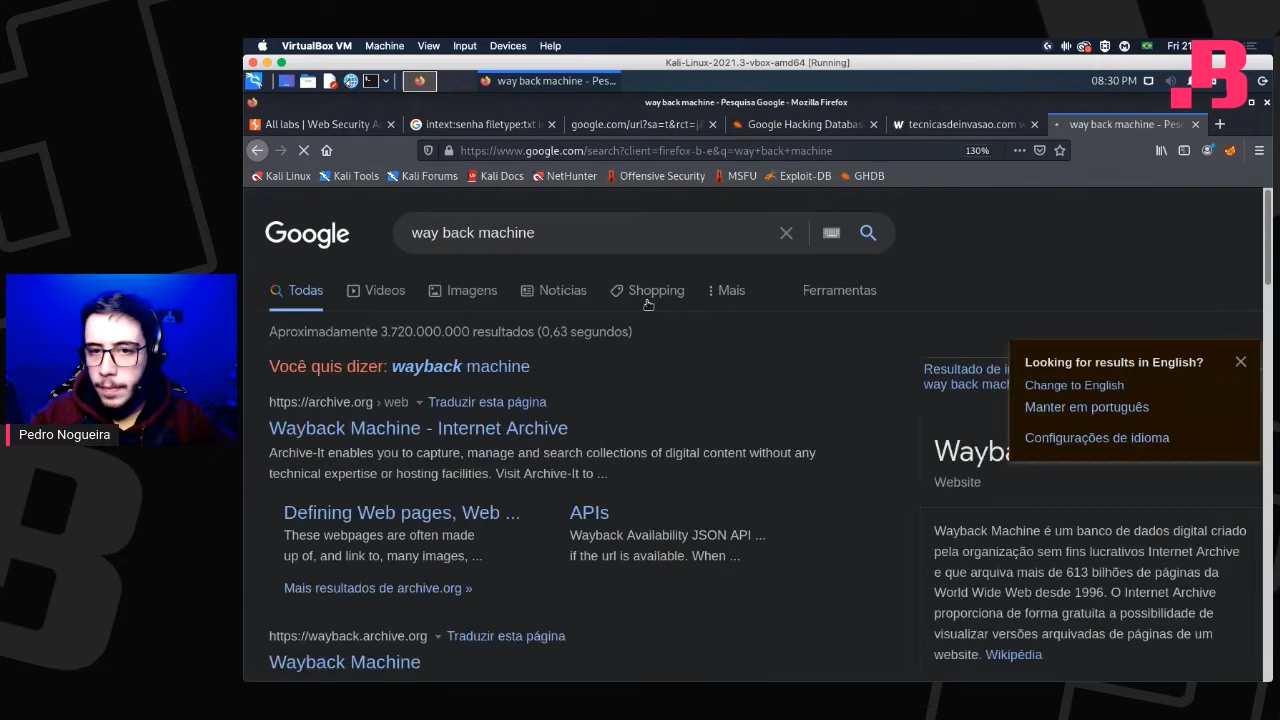 VirtualBox VM Machine View Input Devices Help
Fri 21
Kali-Linux-2021.3-vbox-amd64 [Running]
way back machine - Pes...
08:30 PM
way back machine - Pesquisa Google - Mozilla Firefox
All labs | Web Security A
intext:senha filetype:txt in
google.com/url?sa=t&rct=j&
Google Hacking Databas
tecnicasdeinvasao.com w
way back machine - Pes
https://www.google.com/search?client=firefox-b-e&q=way+back+machine
130%
Kali Linux Kali Tools Kali Forums Kali Docs NetHunter Offensive Security MSFU Exploit-DB GHDB
Google
way back machine
Todas Vídeos Imagens Notícias Shopping Mais Ferramentas
Aproximadamente 3.720.000.000 resultados (0,63 segundos)
Você quis dizer: wayback machine
https://archive.org › web Traduzir esta página
Wayback Machine - Internet Archive
Archive-It enables you to capture, manage and search collections of digital content without any
technical expertise or hosting facilities. Visit Archive-It to ...
Defining Web pages, Web ...
These webpages are often made
up of, and link to, many images, ...
APIs
Wayback Availability JSON API ...
if the url is available. When ...
Mais resultados de archive.org »
https://wayback.archive.org Traduzir esta página
Wayback Machine
Resultado de
way back
Looking for results in English?
Change to English
Manter em português
Configurações de idioma
Wayb
Website
Wayback Machine é um banco de dados digital criado
pela organização sem fins lucrativos Internet Archive
e que arquiva mais de 613 bilhões de páginas da
World Wide Web desde 1996. O Internet Archive
proporciona de forma gratuita a possibilidade de
visualizar versões arquivadas de páginas de um
website. Wikipédia
Pedro Nogueira
.B